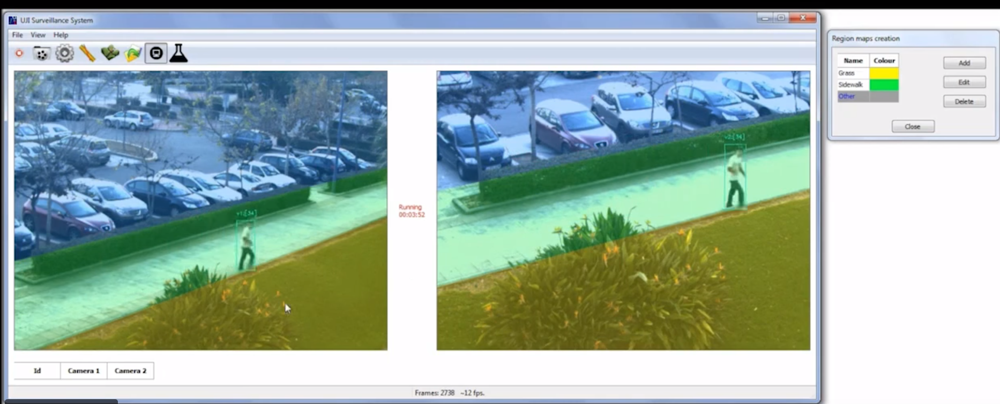 UJI Surveillance System
File View Help
Region maps creation
Name Colour
Grass
Sidewalk
Other
Add
Edit
Delete
Close
v1:[34]
v2:[34]
Running
00:03:52
Id Camera 1 Camera 2
Frames: 2738 ~12 fps.